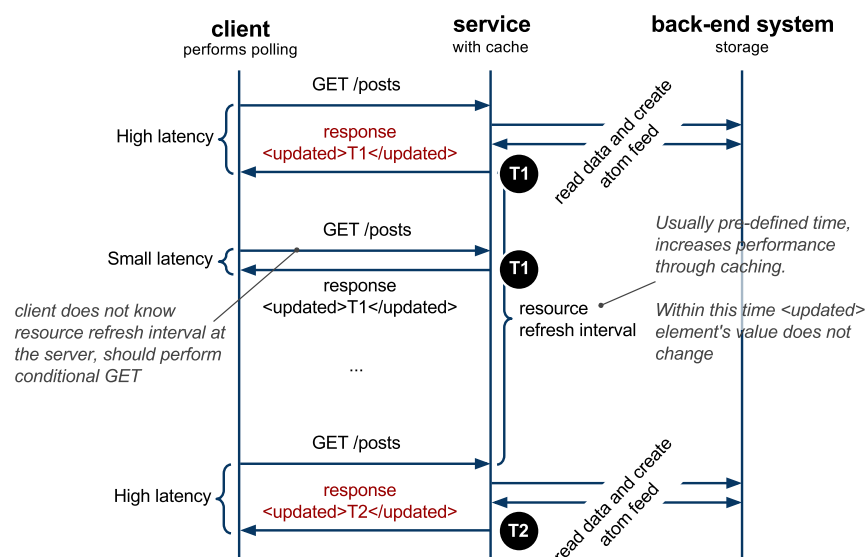 client
performs polling
service
with cache
back-end system
storage
GET /posts
High latency
response
<updated>T1</updated>
read data and create
atom feed
T1
GET /posts
Small latency
T1
response
<updated>T1</updated>
client does not know
resource refresh interval at
the server, should perform
conditional GET
resource
refresh interval
Usually pre-defined time,
increases performance
through caching.
Within this time <updated>
element's value does not
change
...
GET /posts
High latency
response
<updated>T2</updated>
read data and create
atom feed
T2